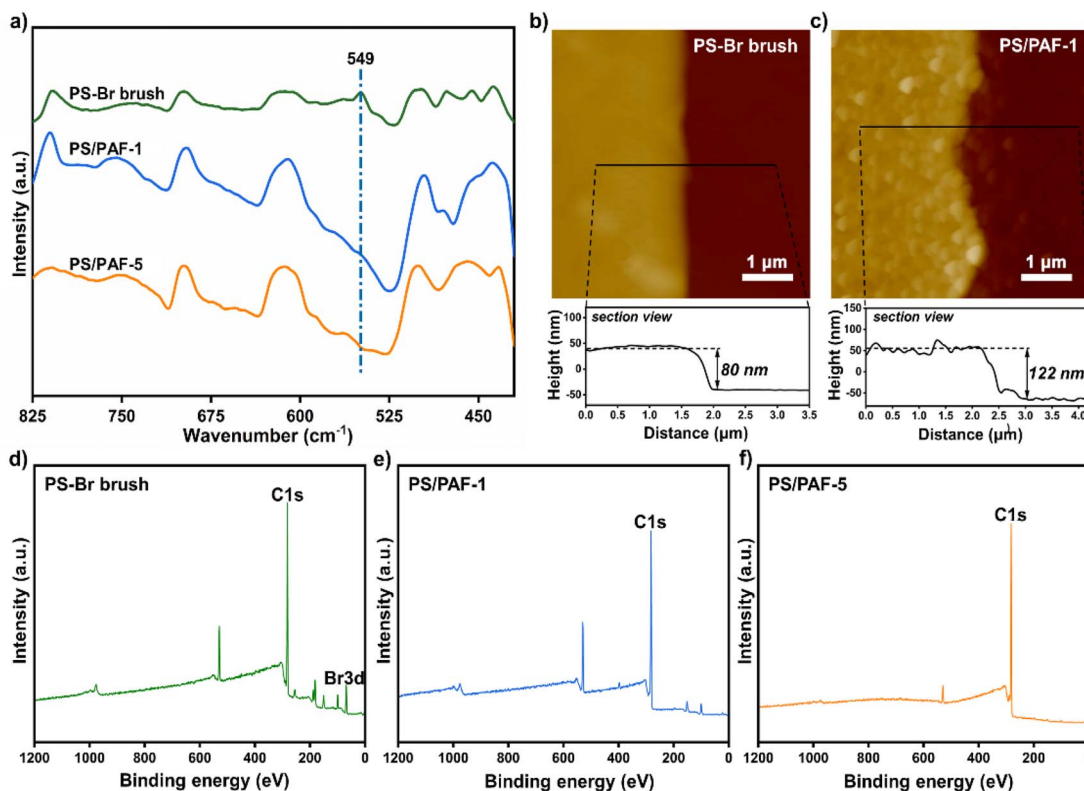 a)
549
PS-Br brush
PS/PAF-1
PS/PAF-5
Intensity (a.u.)
825 750 675 600 525 450
Wavenumber (cm⁻¹)
b)
PS-Br brush
1 μm
section view
80 nm
Height (nm)
100
50
0
-50
0.0 0.5 1.0 1.5 2.0 2.5 3.0 3.5
Distance (μm)
c)
PS/PAF-1
1 μm
section view
122 nm
Height (nm)
150
100
50
0
-50
0.0 0.5 1.0 1.5 2.0 2.5 3.0 3.5 4.0
Distance (μm)
d)
PS-Br brush
C1s
Br3d
Intensity (a.u.)
1200 1000 800 600 400 200 0
Binding energy (eV)
e)
PS/PAF-1
C1s
Intensity (a.u.)
1200 1000 800 600 400 200 0
Binding energy (eV)
f)
PS/PAF-5
C1s
Intensity (a.u.)
1200 1000 800 600 400 200 0
Binding energy (eV)